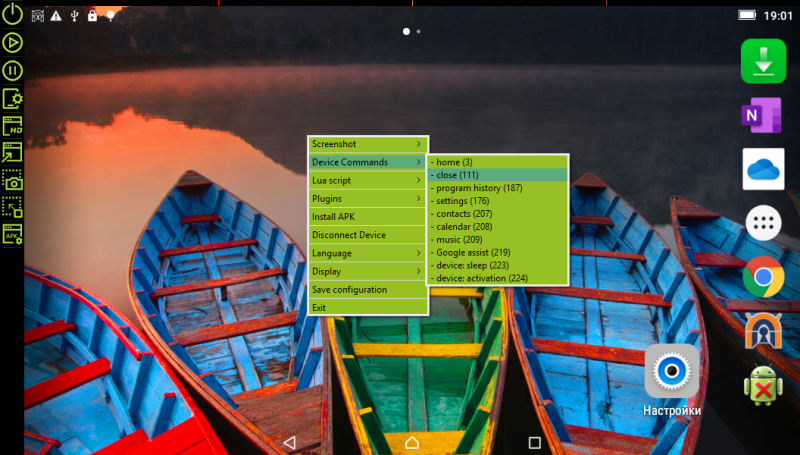 19:01
HD
APK
N
Screenshot
Device Commands
Lua script
Plugins
Install APK
Disconnect Device
Language
Display
Save configuration
Exit
- home (3)
- close (111)
- program history (187)
- settings (176)
- contacts (207)
- calendar (208)
- music (209)
- Google assist (219)
- device: sleep (223)
- device: activation (224)
Настройки